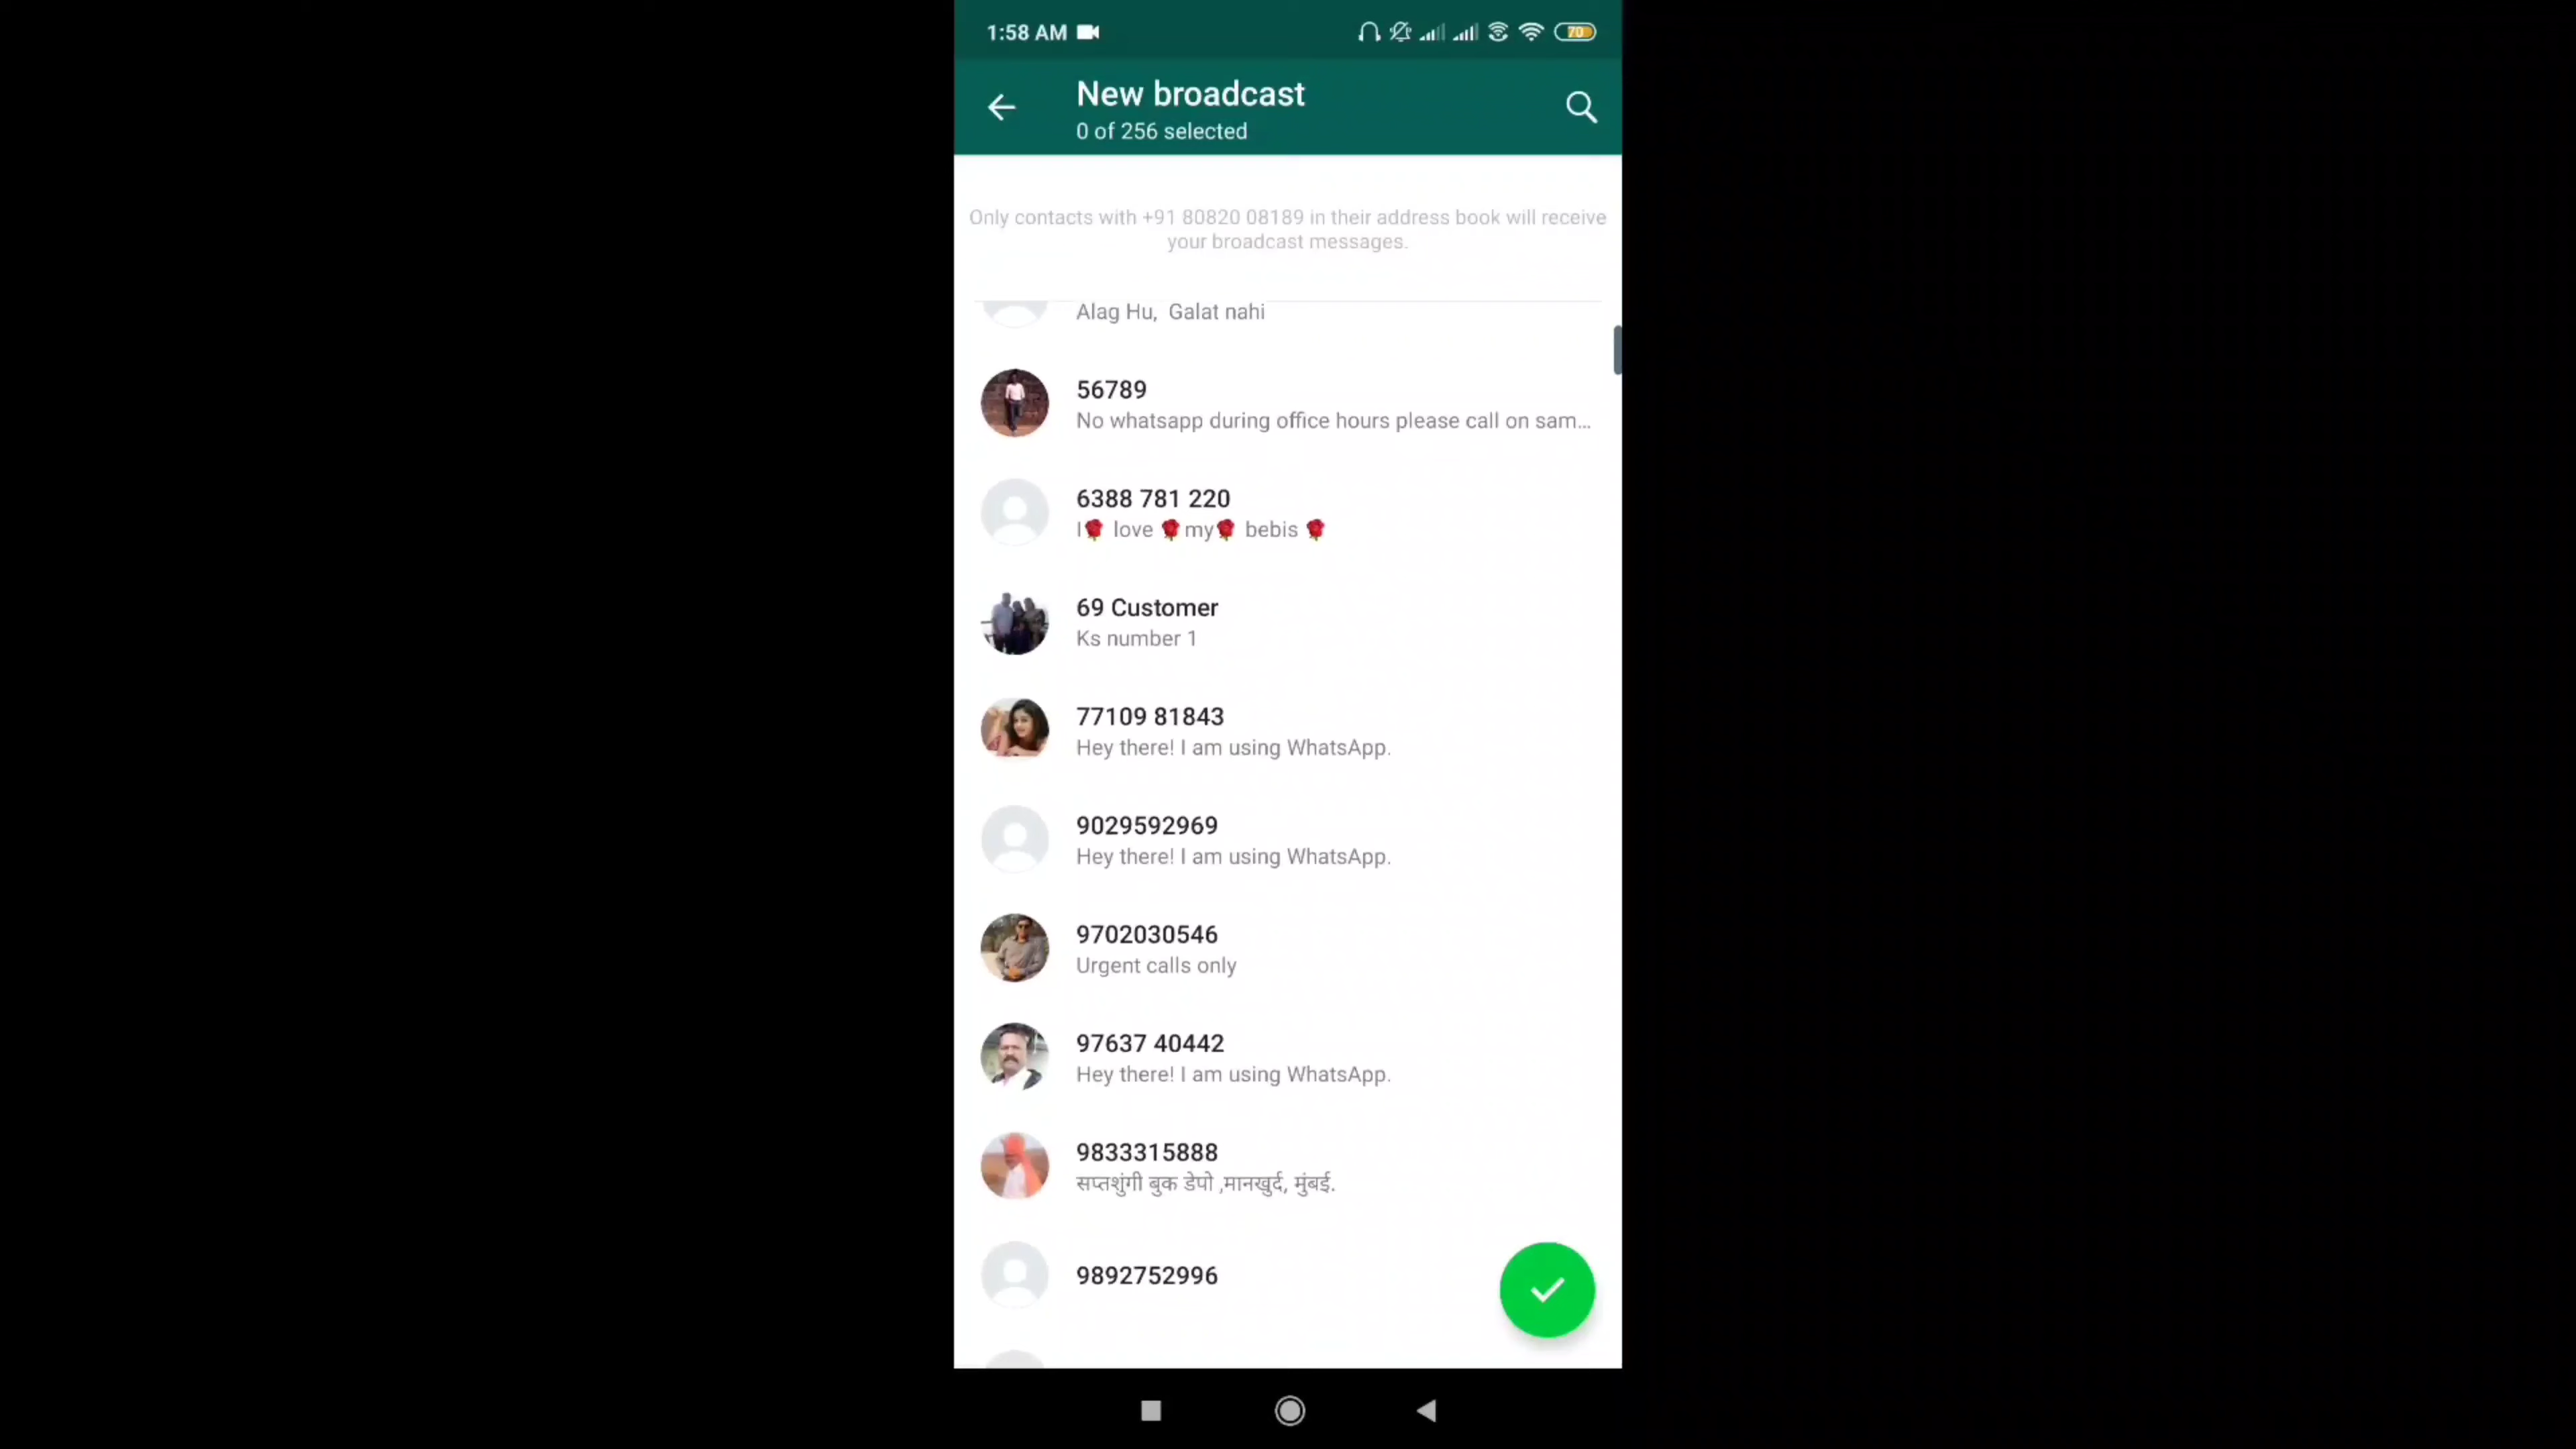 1:58 AM
70
New broadcast
0 of 256 selected
Only contacts with +91 80820 08189 in their address book will receive
your broadcast messages.
Alag Hu, Galat nahi
56789
No whatsapp during office hours please call on sam...
6388 781 220
I🌹 love 🌹my🌹 bebis 🌹
69 Customer
Ks number 1
77109 81843
Hey there! I am using WhatsApp.
9029592969
Hey there! I am using WhatsApp.
9702030546
Urgent calls only
97637 40442
Hey there! I am using WhatsApp.
9833315888
सप्तशुंगी बुक डेपो ,मानखुर्द, मुंबई.
9892752996